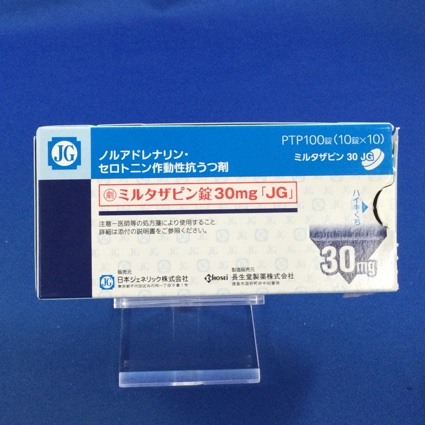 JG
ノルアドレナリン・
セロトニン作動性抗うつ剤
PTP100錠(10錠×10)
ミルタザピン 30 JG
劇 ミルタザピン錠30mg「JG」
注意－医師等の処方箋により使用すること
詳細は添付の説明書をご参照ください。
ハイキぐち
30mg
JG
販売元
日本ジェネリック株式会社
Chosei
製造販売元
長生堂製薬株式会社